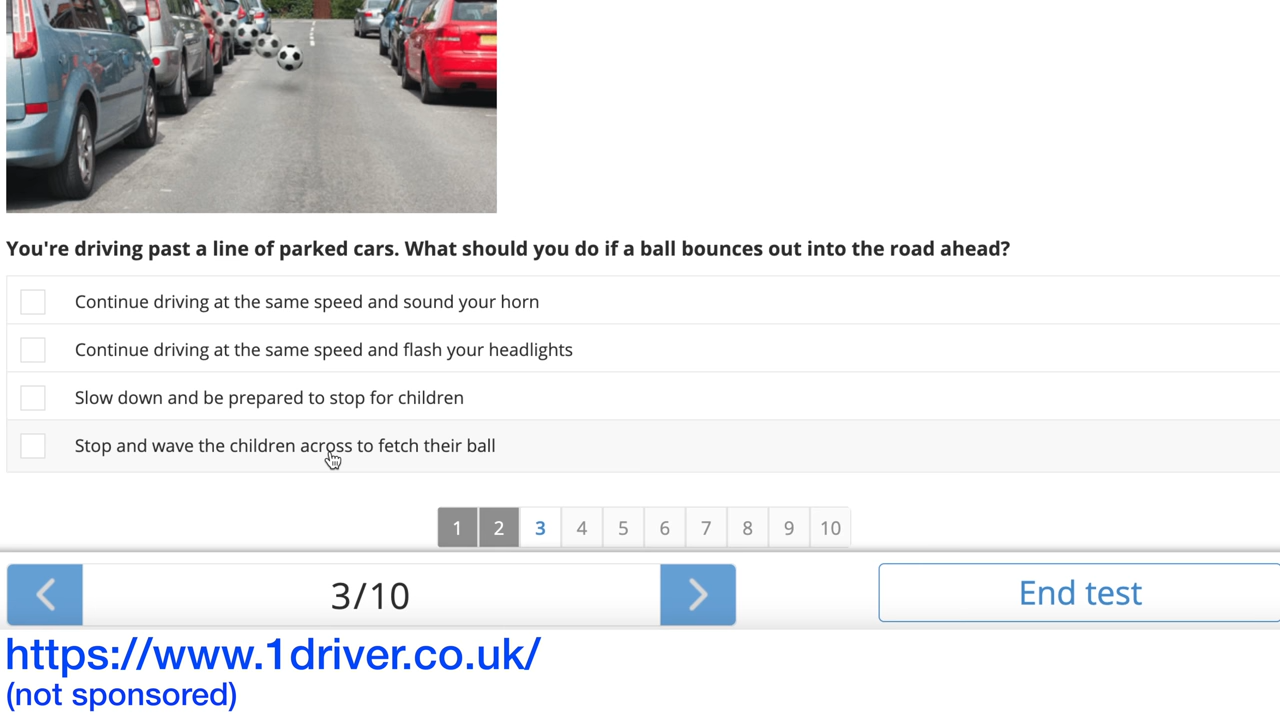 You're driving past a line of parked cars. What should you do if a ball bounces out into the road ahead?
Continue driving at the same speed and sound your horn
Continue driving at the same speed and flash your headlights
Slow down and be prepared to stop for children
Stop and wave the children across to fetch their ball
1 2 3 4 5 6 7 8 9 10
3/10
End test
https://www.1driver.co.uk/
(not sponsored)